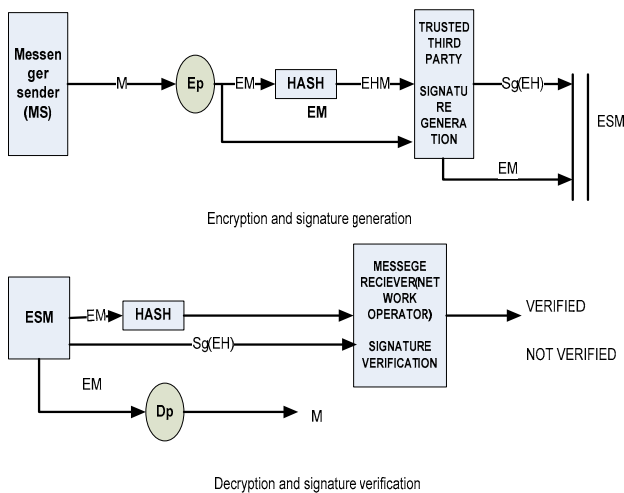 Messen
ger
sender
(MS)
M
Ep
EM
HASH
EM
EHM
TRUSTED
THIRD
PARTY
SIGNATU
RE
GENERA
TION
Sg(EH)
EM
ESM
Encryption and signature generation
ESM
EM
HASH
Sg(EH)
EM
Dp
M
MESSEGE
RECIEVER(NET
WORK
OPERATOR)
SIGNATURE
VERIFICATION
VERIFIED
NOT VERIFIED
Decryption and signature verification